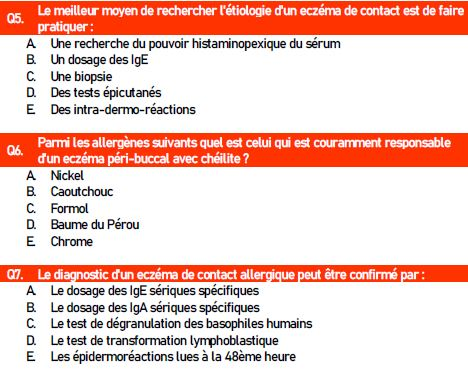 Q5. Le meilleur moyen de rechercher l'étiologie d'un eczéma de contact est de faire
pratiquer :
A. Une recherche du pouvoir histaminopexique du sérum
B. Un dosage des IgE
C. Une biopsie
D. Des tests épicutanés
E. Des intra-dermo-réactions
Q6. Parmi les allergènes suivants quel est celui qui est couramment responsable
d'un eczéma péri-buccal avec chéilite ?
A. Nickel
B. Caoutchouc
C. Formol
D. Baume du Pérou
E. Chrome
Q7. Le diagnostic d'un eczéma de contact allergique peut être confirmé par :
A. Le dosage des IgE sériques spécifiques
B. Le dosage des IgA sériques spécifiques
C. Le test de dégranulation des basophiles humains
D. Le test de transformation lymphoblastique
E. Les épidermoréactions lues à la 48ème heure